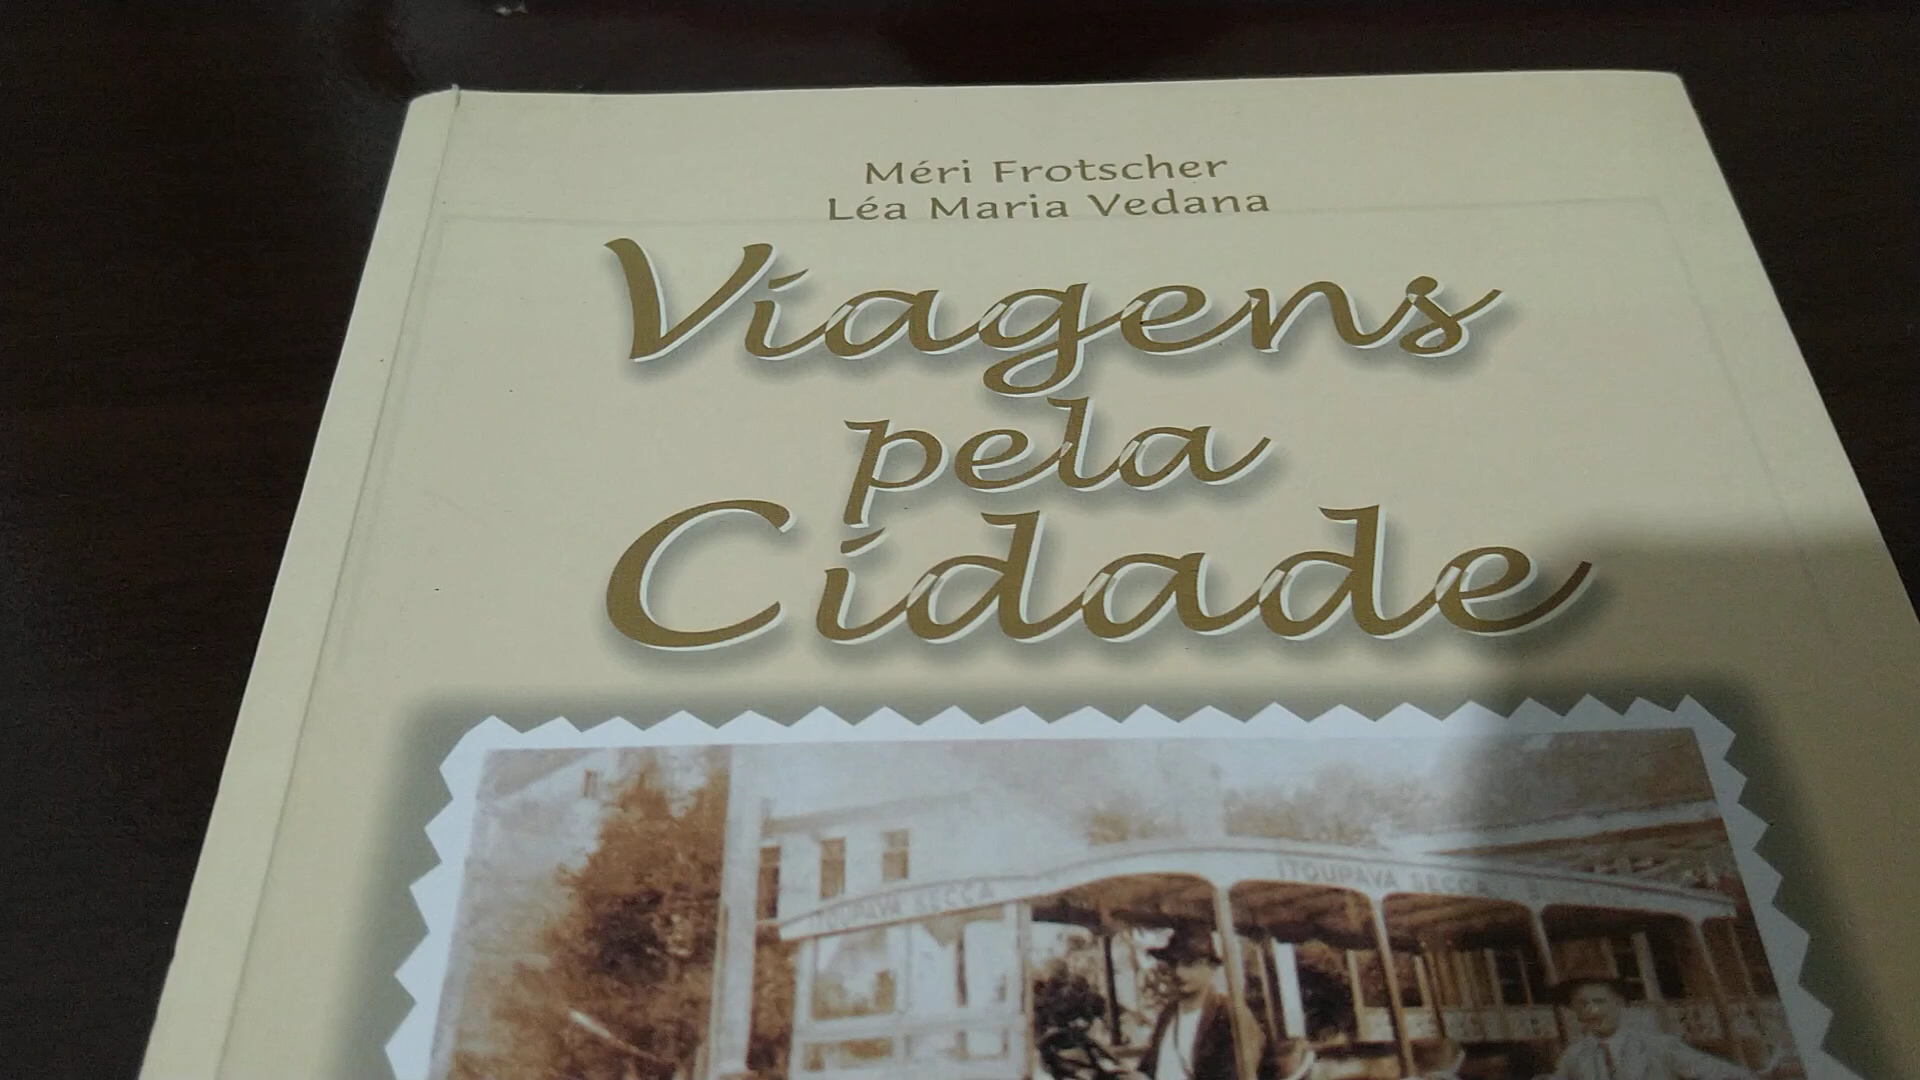 Méri Frotscher
Léa Maria Vedana
Viagens
pela
Cidade
ITOUPAVA SECCA
ITOUPAVA SECCA